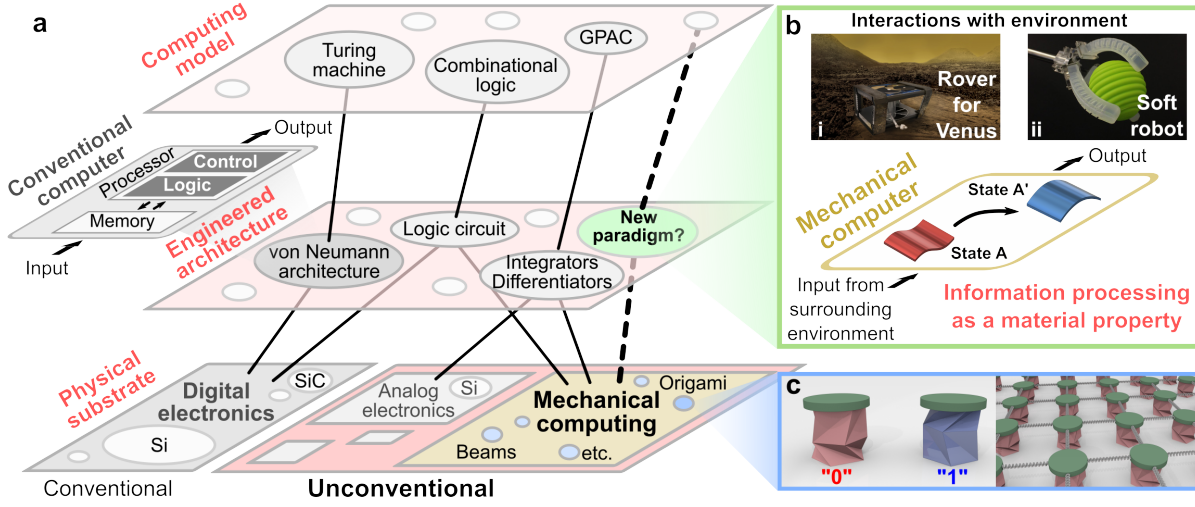 a
Computing
model
Turing
machine
Combinational
logic
GPAC
Conventional
computer
Output
Processor
Control
Logic
Memory
Input
Engineered
architecture
von Neumann
architecture
Logic circuit
Integrators
Differentiators
New
paradigm?
Physical
substrate
Digital
electronics
SiC
Si
Analog
electronics
Si
Mechanical
computing
Origami
Beams
etc.
Conventional
Unconventional
b
Interactions with environment
Rover
for
Venus
i
Soft
robot
ii
Mechanical
computer
Output
State A'
State A
Input from
surrounding
environment
Information processing
as a material property
c
"0"
"1"